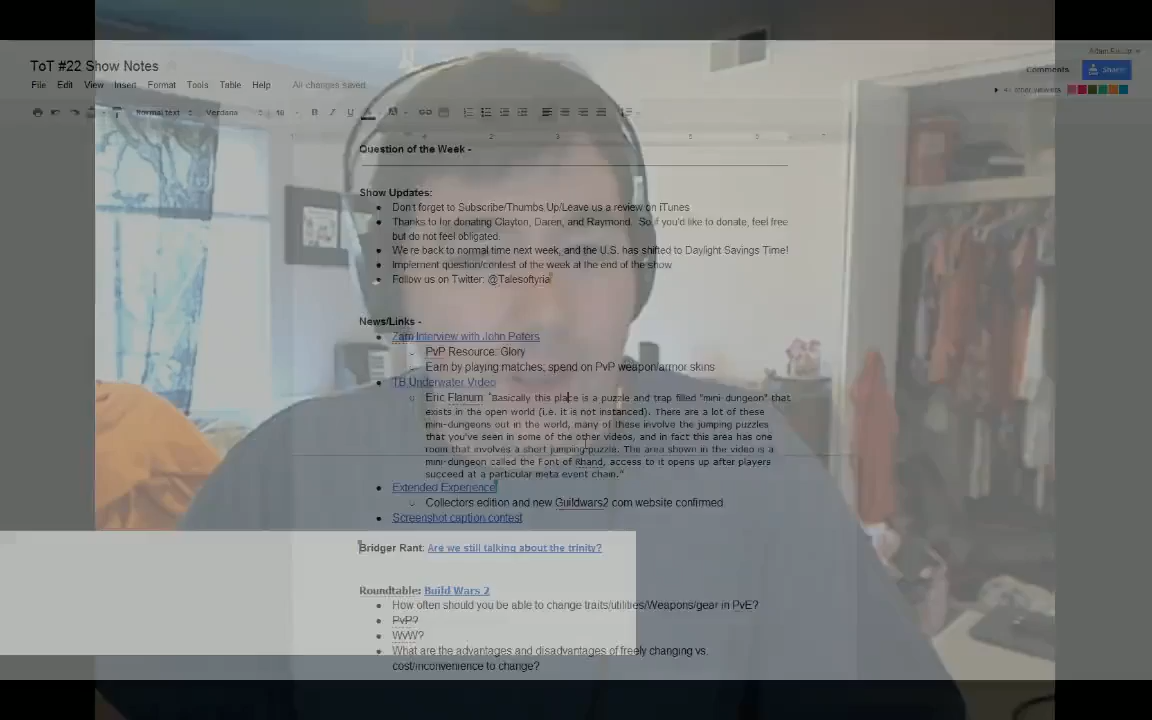 ToT #22 Show Notes
File Edit View Insert Format Tools Table Help All changes saved
Comments Share
Normal text Verdana
Question of the Week -
Show Updates:
Don't forget to Subscribe/Thumbs Up/Leave us a review on iTunes
Thanks to for donating Clayton, Daren, and Raymond. So if you'd like to donate, feel free
but do not feel obligated.
We're back to normal time next week, and the U.S. has shifted to Daylight Savings Time!
Implement question/contest of the week at the end of the show
Follow us on Twitter: @Talesoftyria
News/Links -
Zam Interview with John Peters
PvP Resource: Glory
Earn by playing matches, spend on PvP weapon/armor skins
TB Underwater Video
Eric Flanum "Basically this place is a puzzle and trap filled "mini-dungeon" that
exists in the open world (i.e. it is not instanced). There are a lot of these
mini-dungeons out in the world, many of these involve the jumping puzzles
that you've seen in some of the other videos, and in fact this area has one
room that involves a short jumping puzzle. The area shown in the video is a
mini-dungeon called the Font of Rhand, access to it opens up after players
succeed at a particular meta event chain."
Extended Experience
Collectors edition and new Guildwars2.com website confirmed
Screenshot caption contest
Bridger Rant: Are we still talking about the trinity?
Roundtable: Build Wars 2
How often should you be able to change traits/utilities/Weapons/gear in PvE?
PvP?
WvW?
What are the advantages and disadvantages of freely changing vs.
cost/inconvenience to change?